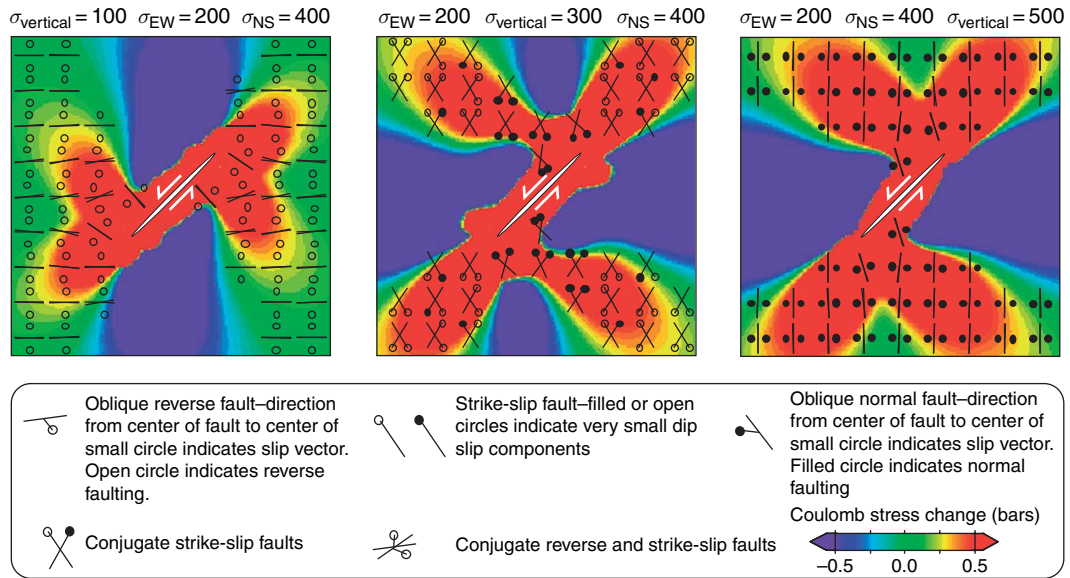 σvertical = 100 σEW = 200 σNS = 400
σEW = 200 σvertical = 300 σNS = 400
σEW = 200 σNS = 400 σvertical = 500
Oblique reverse fault–direction
from center of fault to center of
small circle indicates slip vector.
Open circle indicates reverse
faulting.
Strike-slip fault–filled or open
circles indicate very small dip
slip components
Oblique normal fault–direction
from center of fault to center of
small circle indicates slip vector.
Filled circle indicates normal
faulting
Conjugate strike-slip faults
Conjugate reverse and strike-slip faults
Coulomb stress change (bars)
−0.5 0.0 0.5